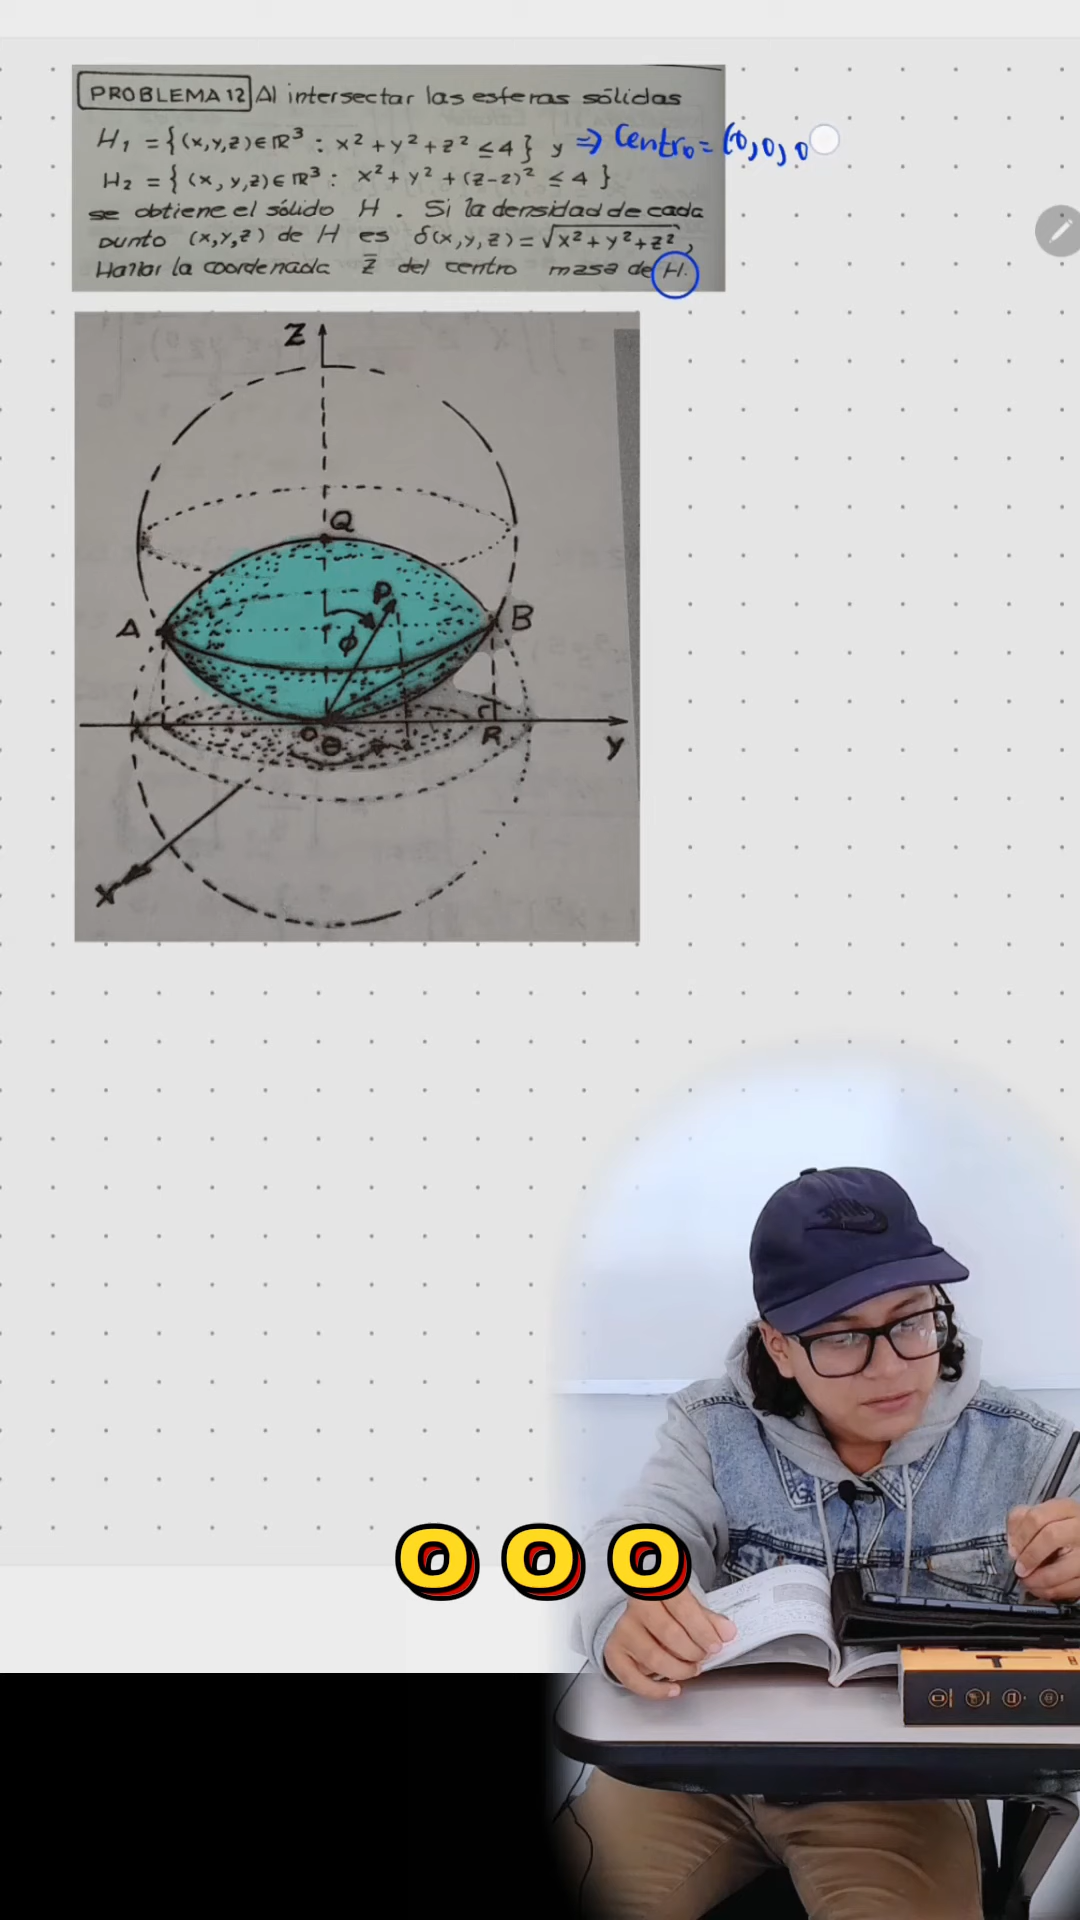 PROBLEMA 12 Al intersectar las esferas sólidas
H₁ = {(x,y,z) ∈ ℝ³ : x² + y² + z² ≤ 4 } y ⇒ Centro = (0, 0, 0
H₂ = { (x, y, z) ∈ ℝ³ : x² + y² + (z-2)² ≤ 4 }
se obtiene el sólido H. Si la densidad de cada
punto (x,y,z) de H es δ(x,y,z) = √x² + y² + z² ,
Hallar la coordenada z̄ del centro masa de H.
Z
Q
P
A
B
ϕ
O
θ
r
R
Y
X
O O O